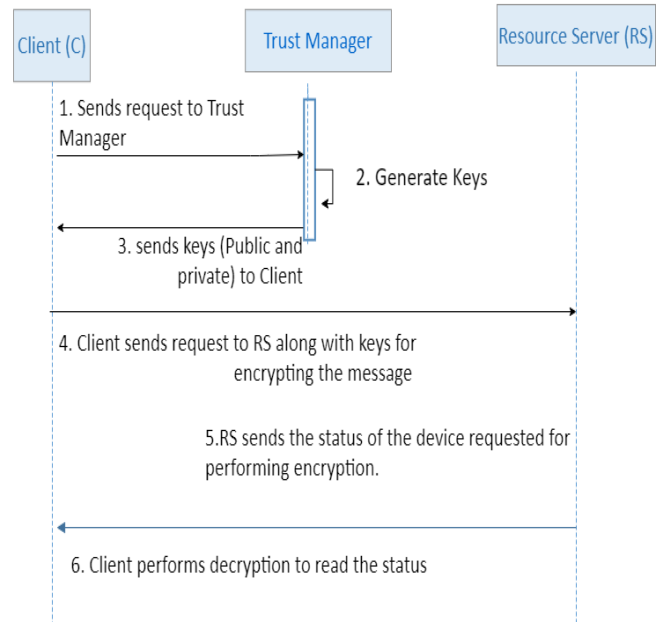 Client (C)
Trust Manager
Resource Server (RS)
1. Sends request to Trust
Manager
2. Generate Keys
3. sends keys (Public and
private) to Client
4. Client sends request to RS along with keys for
encrypting the message
5.RS sends the status of the device requested for
performing encryption.
6. Client performs decryption to read the status